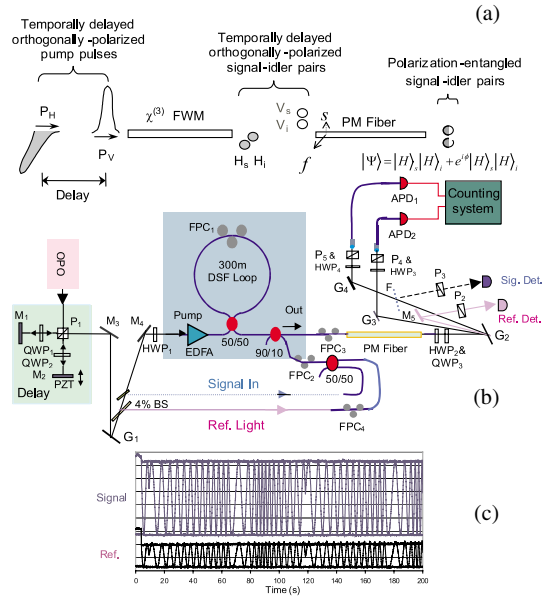 (a)
Temporally delayed
orthogonally -polarized
pump pulses
Temporally delayed
orthogonally-polarized
signal-idler pairs
Polarization-entangled
signal-idler pairs
P_H
P_V
Delay
χ^(3) FWM
V_s
V_i
H_s H_i
s
f
PM Fiber
|Ψ⟩=|H⟩_s|H⟩_i+e^iϕ|H⟩_s|H⟩_i
APD_1
APD_2
Counting
system
FPC_1
300m
DSF Loop
P_5 &
HWP_4
P_4 &
HWP_3
P_3
Sig. Det.
P_2
Ref. Det.
G_4
F
M_5
G_3
G_2
OPO
M_1
P_1
M_3
M_4
QWP_1
QWP_2
M_2
PZT
Delay
HWP_1
Pump
EDFA
50/50
Out
90/10
FPC_3
PM Fiber
HWP_2&
QWP_3
50/50
FPC_2
(b)
Signal In
4% BS
Ref. Light
FPC_4
G_1
Signal
(c)
Ref.
0 20 40 60 80 100 120 140 160 180 200
Time (s)